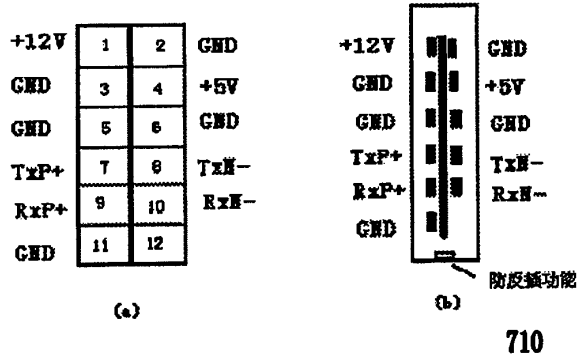 +12V 1 2 GND +12V GND
GND 3 4 +5V GND +5V
GND 5 6 GND GND GND
TxP+ 7 8 TxN- TxP+ TxN-
RxP+ 9 10 RxN- RxP+ RxN-
GND 11 12 GND
防反插功能
(a) (b)
710